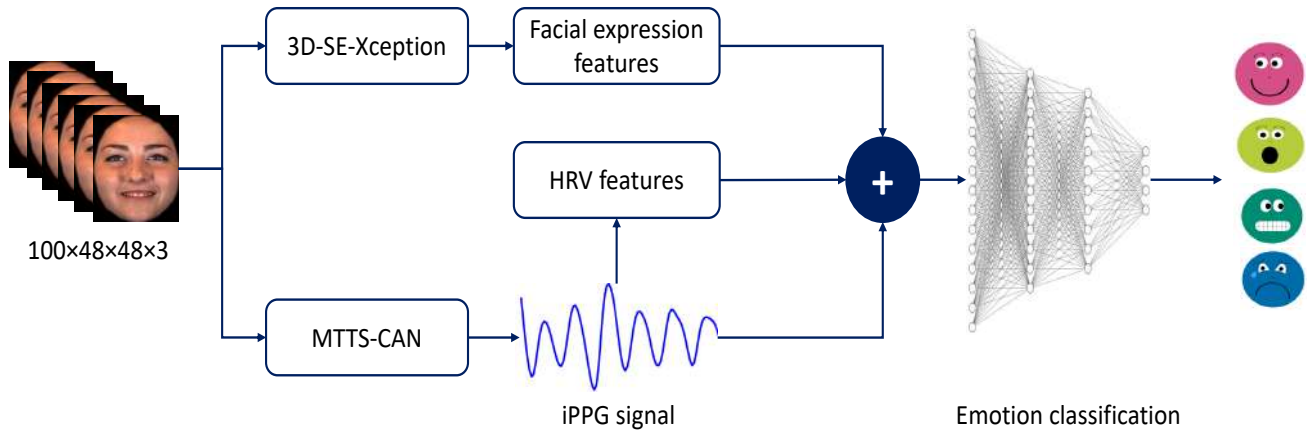 3D-SE-Xception
Facial expression
features
HRV features
+
100×48×48×3
MTTS-CAN
iPPG signal
Emotion classification